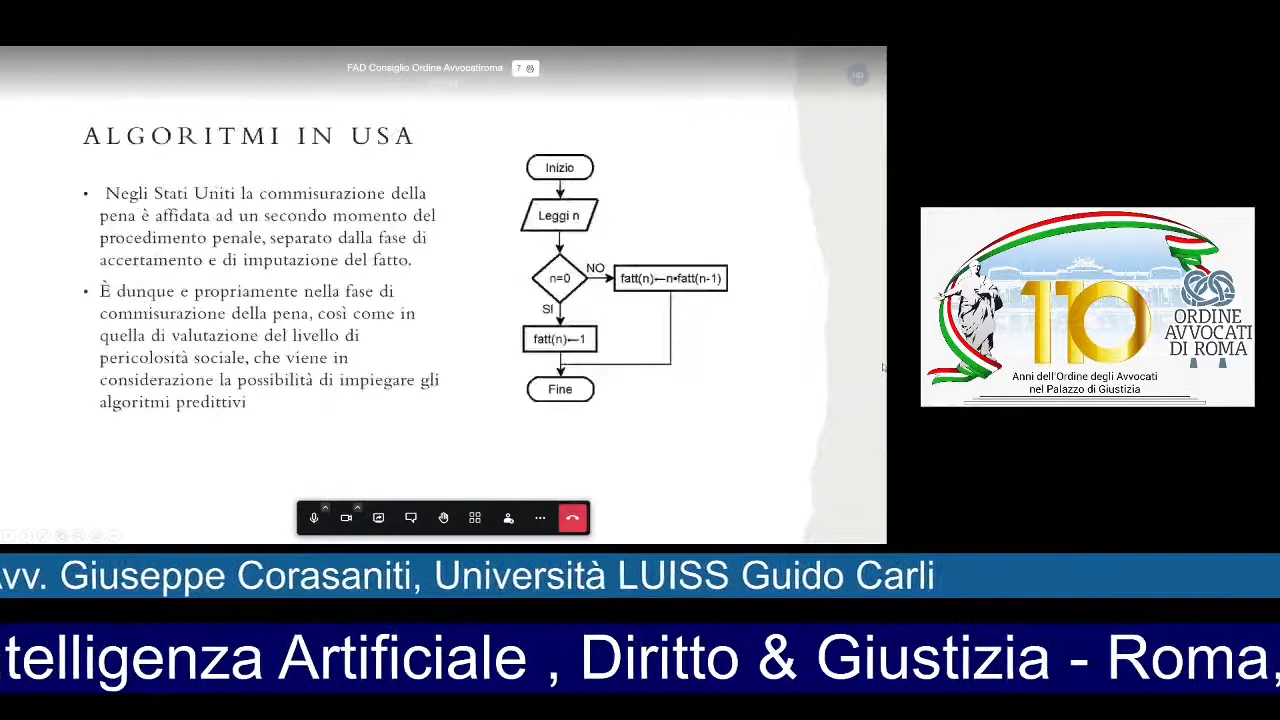 FAD Consiglio Ordine Avvocatiroma
7
ND
ALGORITMI IN USA
• Negli Stati Uniti la commisurazione della
pena è affidata ad un secondo momento del
procedimento penale, separato dalla fase di
accertamento e di imputazione del fatto.
• È dunque e propriamente nella fase di
commisurazione della pena, così come in
quella di valutazione del livello di
pericolosità sociale, che viene in
considerazione la possibilità di impiegare gli
algoritmi predittivi
Inizio
Leggi n
n=0
NO
fatt(n)←n•fatt(n-1)
SI
fatt(n)←1
Fine
110
ORDINE
AVVOCATI
DI ROMA
Anni dell'Ordine degli Avvocati
nel Palazzo di Giustizia
Avv. Giuseppe Corasaniti, Università LUISS Guido Carli
telligenza Artificiale , Diritto & Giustizia - Roma,